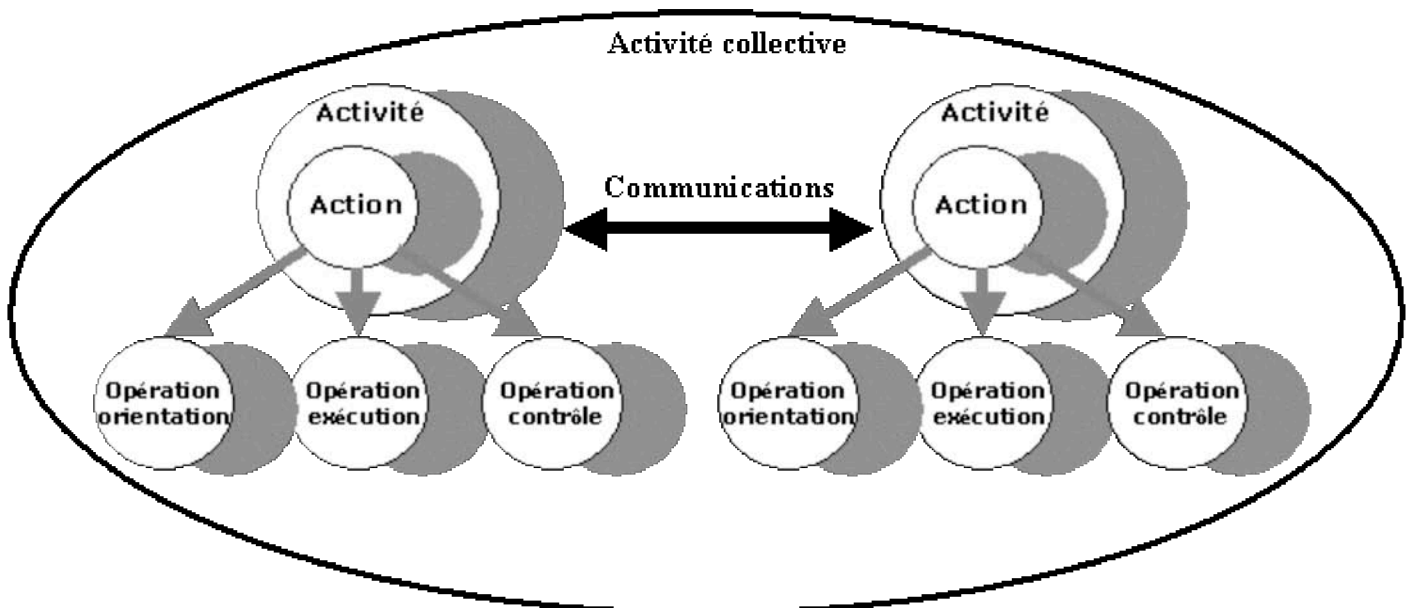 Activité collective
Activité
Action
Communications
Activité
Action
Opération
orientation
Opération
exécution
Opération
contrôle
Opération
orientation
Opération
exécution
Opération
contrôle